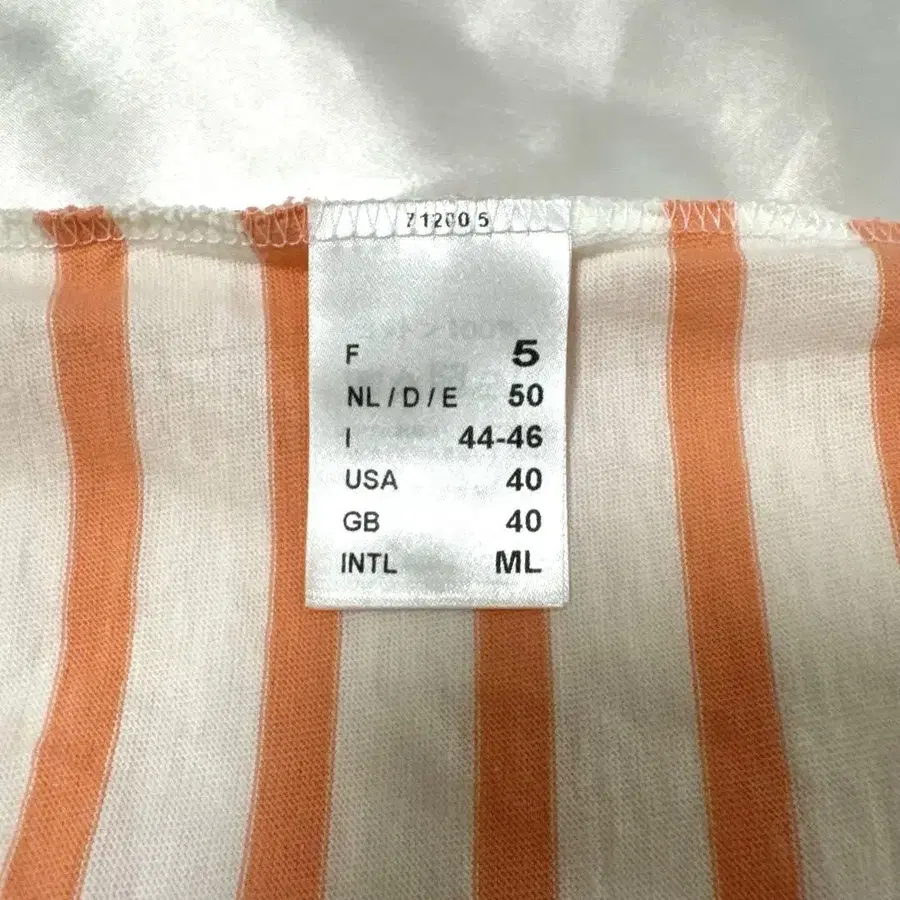 71200 5
F 5
NL / D / E 50
I 44-46
USA 40
GB 40
INTL ML